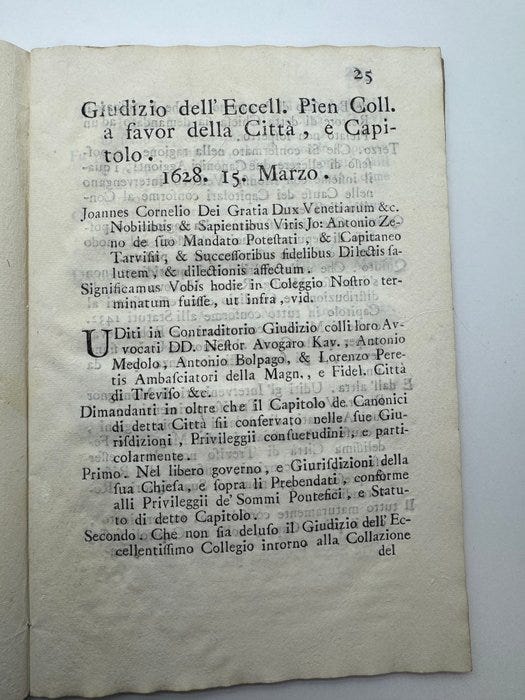 25
Giudizio dell' Eccell. Pien Coll.
a favor della Città, e Capi-
tolo.
1628. 15. Marzo.
Joannes Cornelio Dei Gratia Dux Venetiarum &c.
Nobilibus & Sapientibus Viris Jo: Antonio Ze-
no de suo Mandato Potestati, & Capitaneo
Tarvisii, & Successoribus fidelibus Dilectis sa-
lutem, & dilectionis affectum.
Significamus Vobis hodie in Coleggio Nostro ter-
minatum fuisse, ut infra, vid.
UDiti in Contraditorio Giudizio colli loro Av-
vocati DD. Nestor Avogaro Kav., Antonio
Medolo, Antonio Bolpago, & Lorenzo Pere-
tis Ambasciatori della Magn., e Fidel. Città
di Treviso &c.
Dimandanti in oltre che il Capitolo de Canonici
di detta Città sii conservato nelle sue Giu-
risdizioni, Privileggii consuetudini, e parti-
colarmente.
Primo. Nel libero governo, e Giurisdizioni della
sua Chiesa, e sopra li Prebendati, conforme
alli Privileggii de' Sommi Pontefici, e Statu-
to di detto Capitolo.
Secondo. Che non sia deluso il Giudizio dell' Ec-
cellentissimo Collegio intorno alla Collazione
del